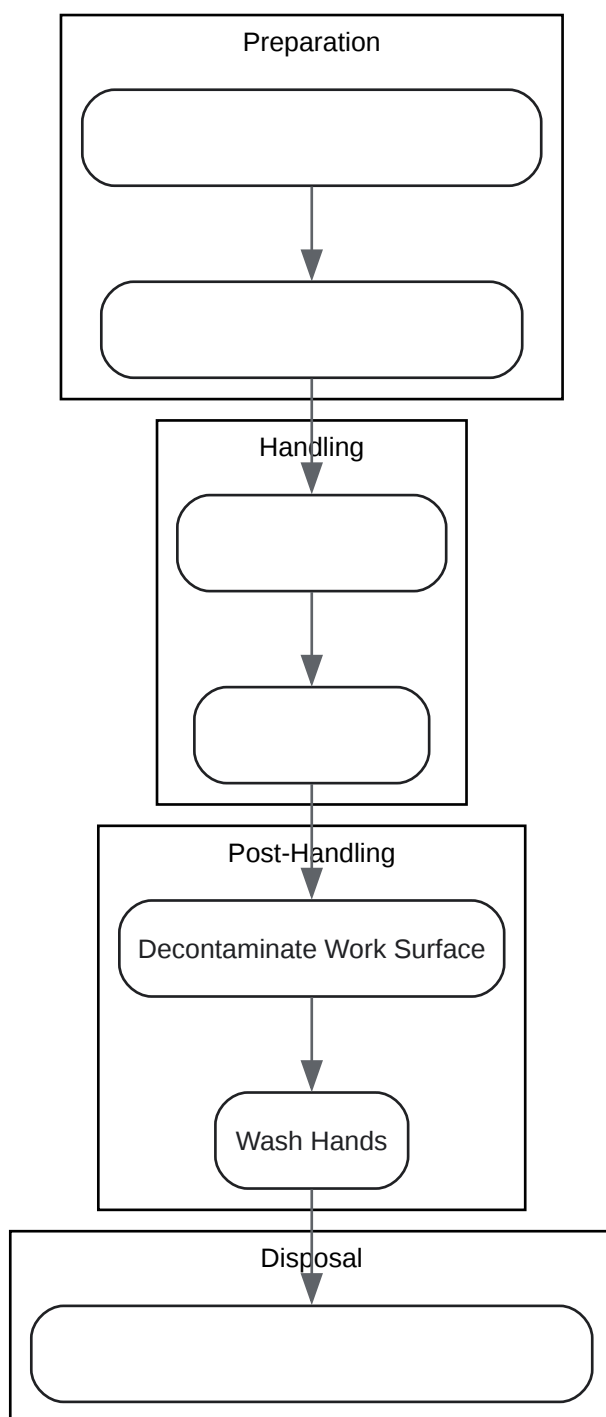 Preparation
Handling
Post-Handling
Decontaminate Work Surface
Wash Hands
Disposal